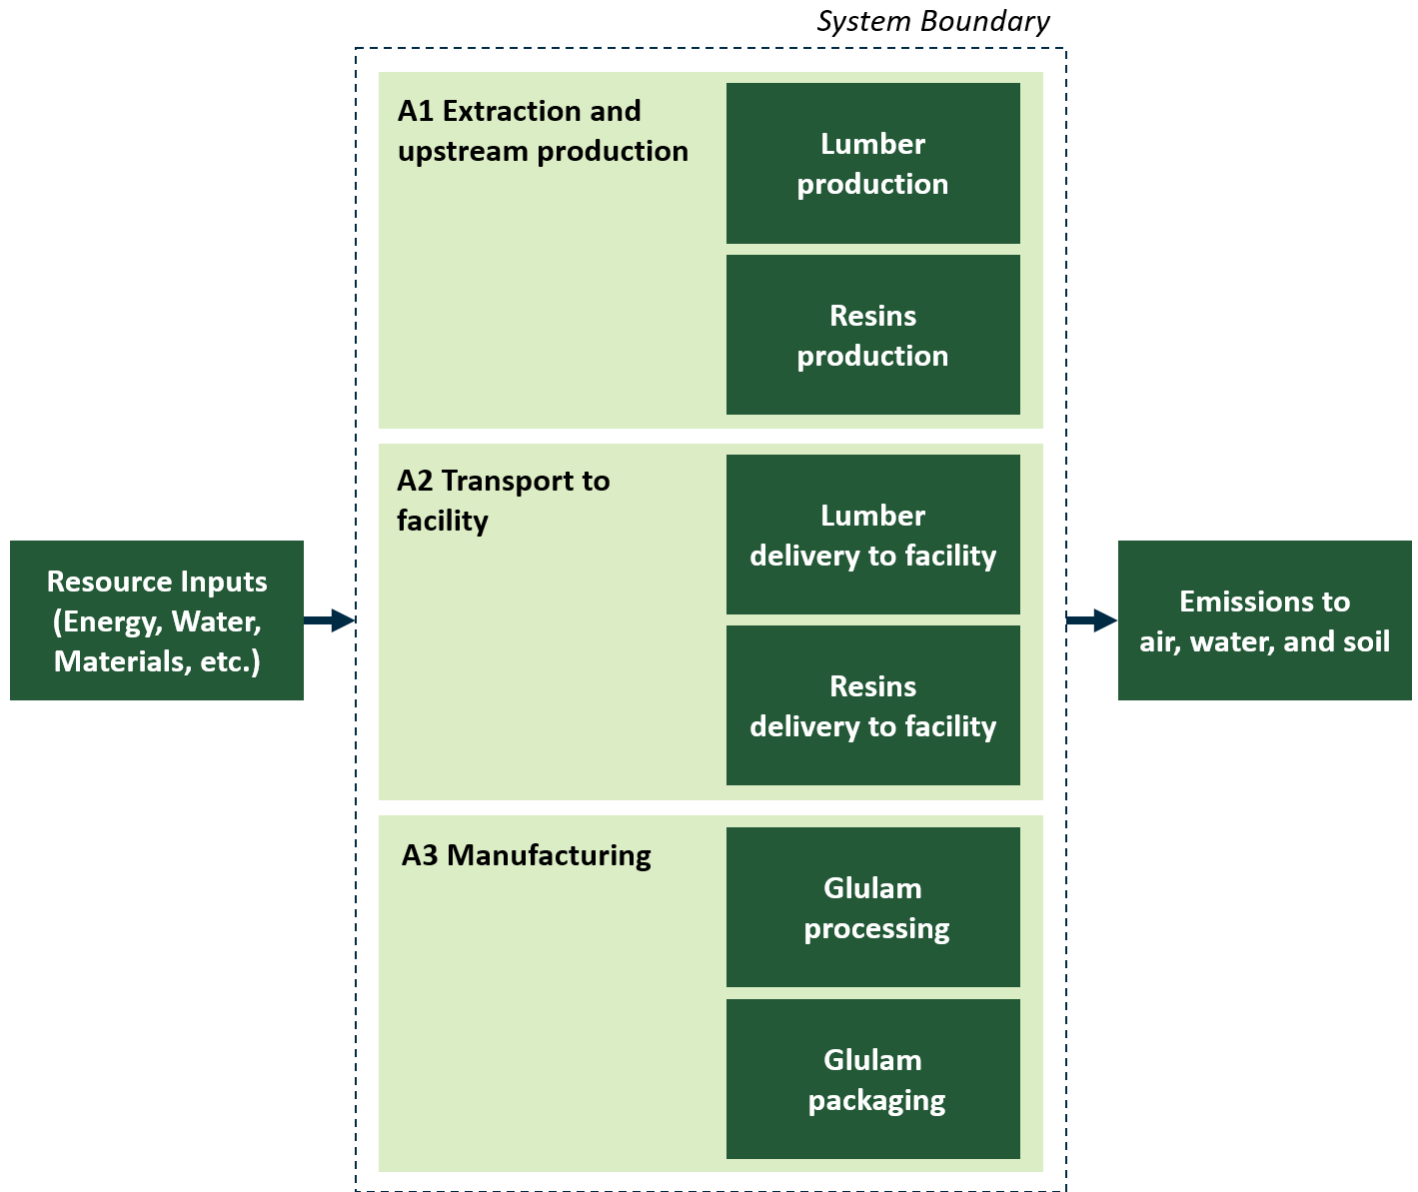 System Boundary
A1 Extraction and
upstream production
Lumber
production
Resins
production
A2 Transport to
facility
Lumber
delivery to facility
Resins
delivery to facility
Resource Inputs
(Energy, Water,
Materials, etc.)
Emissions to
air, water, and soil
A3 Manufacturing
Glulam
processing
Glulam
packaging